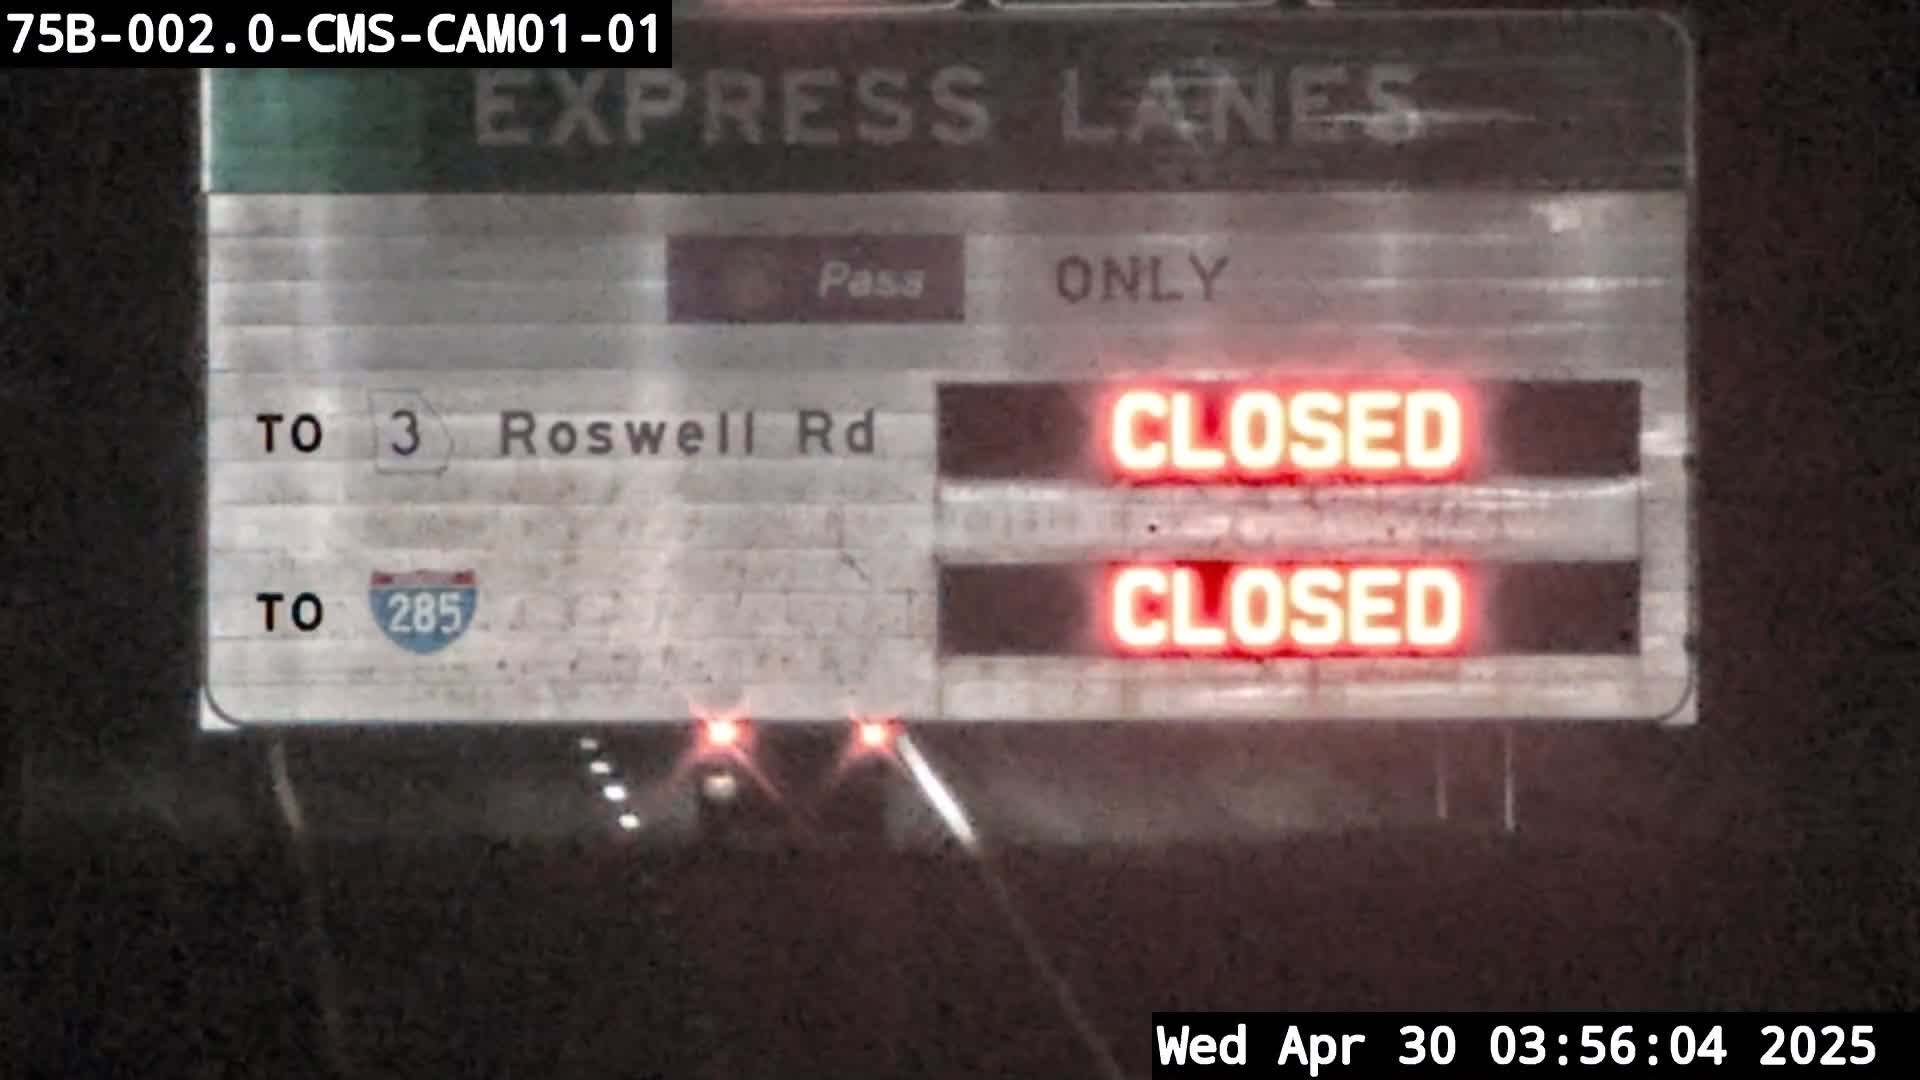 75B-002.0-CMS-CAM01-01
EXPRESS LANES
Pass ONLY
TO 3 Roswell Rd CLOSED
TO 285 CLOSED
Wed Apr 30 03:56:04 2025